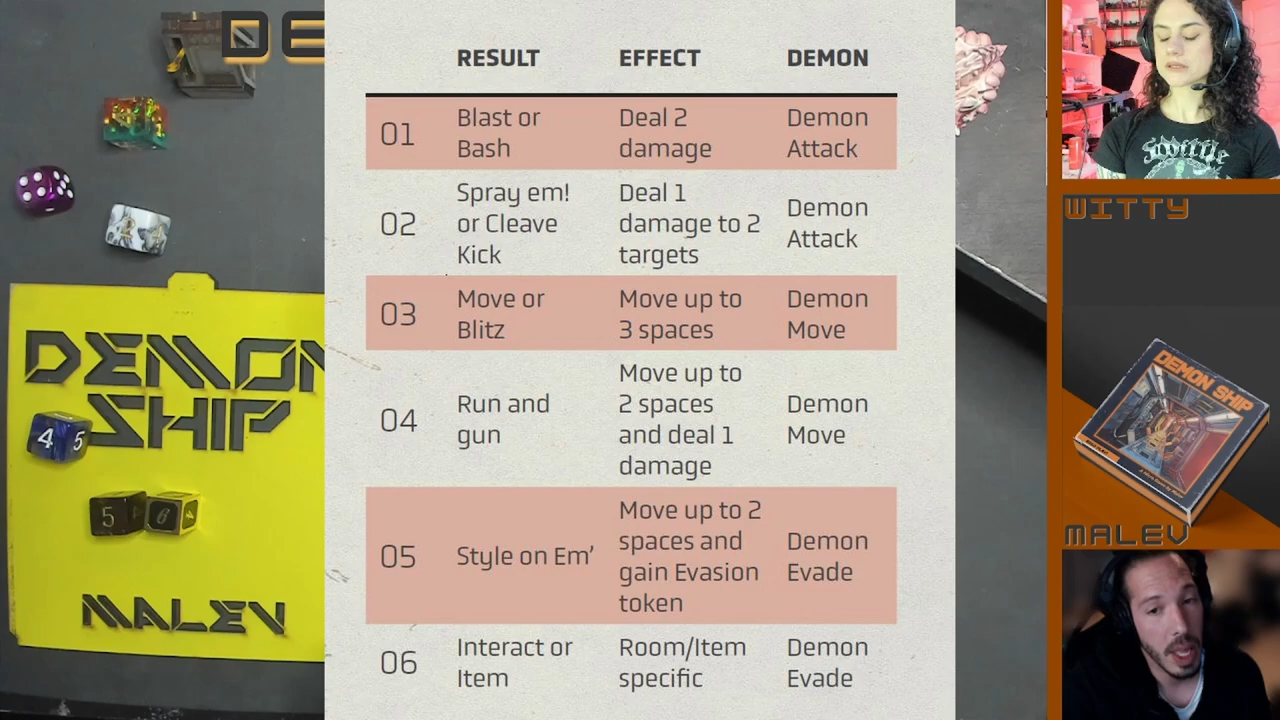 DE
RESULT EFFECT DEMON
01 Blast or Bash Deal 2 damage Demon Attack
02 Spray em! or Cleave Kick Deal 1 damage to 2 targets Demon Attack
03 Move or Blitz Move up to 3 spaces Demon Move
04 Run and gun Move up to 2 spaces and deal 1 damage Demon Move
05 Style on Em' Move up to 2 spaces and gain Evasion token Demon Evade
06 Interact or Item Room/Item specific Demon Evade
DEMON
SHIP
4 5
5 6
MALEV
WITTY
DEMON SHIP
MALEV